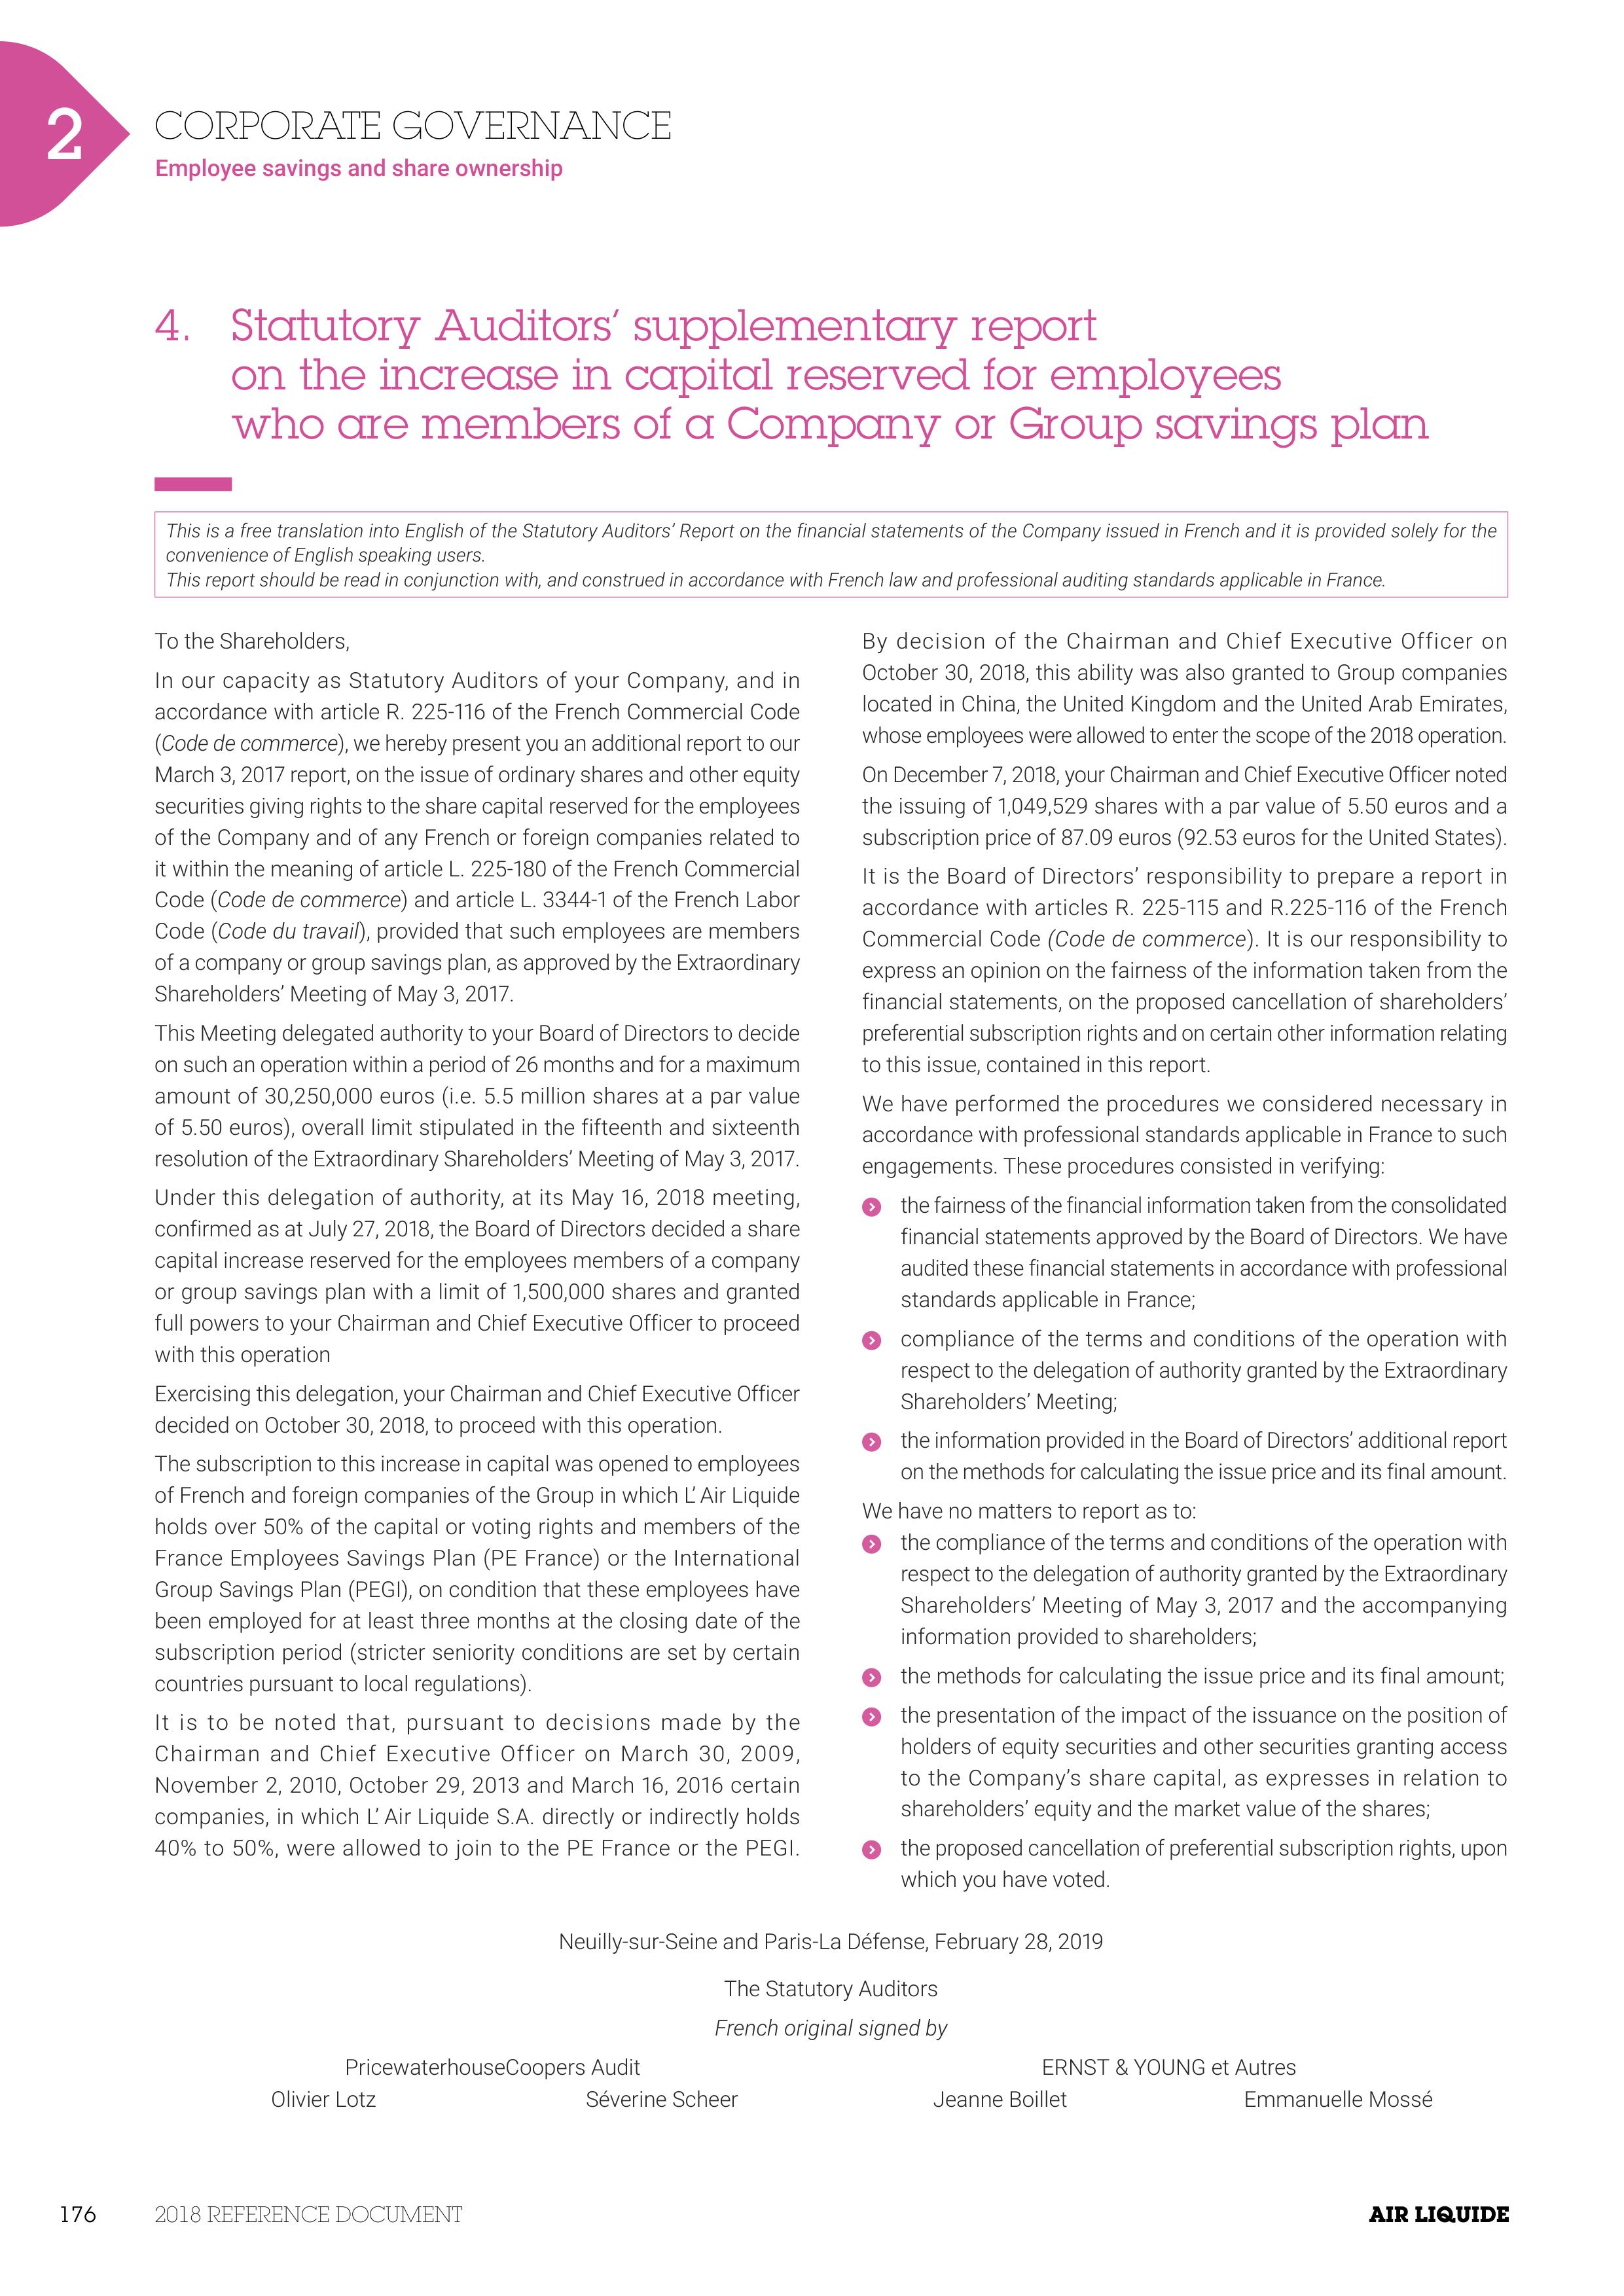 2
CORPORATE GOVERNANCE
Employee savings and share ownership
4. Statutory Auditors’ supplementary report
on the increase in capital reserved for employees
who are members of a Company or Group savings plan
This is a free translation into English of the Statutory Auditors’ Report on the financial statements of the Company issued in French and it is provided solely for the
convenience of English speaking users.
This report should be read in conjunction with, and construed in accordance with French law and professional auditing standards applicable in France.
To the Shareholders,
In our capacity as Statutory Auditors of your Company, and in
accordance with article R. 225-116 of the French Commercial Code
(Code de commerce), we hereby present you an additional report to our
March 3, 2017 report, on the issue of ordinary shares and other equity
securities giving rights to the share capital reserved for the employees
of the Company and of any French or foreign companies related to
it within the meaning of article L. 225-180 of the French Commercial
Code (Code de commerce) and article L. 3344-1 of the French Labor
Code (Code du travail), provided that such employees are members
of a company or group savings plan, as approved by the Extraordinary
Shareholders’ Meeting of May 3, 2017.
This Meeting delegated authority to your Board of Directors to decide
on such an operation within a period of 26 months and for a maximum
amount of 30,250,000 euros (i.e. 5.5 million shares at a par value
of 5.50 euros), overall limit stipulated in the fifteenth and sixteenth
resolution of the Extraordinary Shareholders’ Meeting of May 3, 2017.
Under this delegation of authority, at its May 16, 2018 meeting,
confirmed as at July 27, 2018, the Board of Directors decided a share
capital increase reserved for the employees members of a company
or group savings plan with a limit of 1,500,000 shares and granted
full powers to your Chairman and Chief Executive Officer to proceed
with this operation
Exercising this delegation, your Chairman and Chief Executive Officer
decided on October 30, 2018, to proceed with this operation.
The subscription to this increase in capital was opened to employees
of French and foreign companies of the Group in which L’ Air Liquide
holds over 50% of the capital or voting rights and members of the
France Employees Savings Plan (PE France) or the International
Group Savings Plan (PEGI), on condition that these employees have
been employed for at least three months at the closing date of the
subscription period (stricter seniority conditions are set by certain
countries pursuant to local regulations).
It is to be noted that, pursuant to decisions made by the
Chairman and Chief Executive Officer on March 30, 2009,
November 2, 2010, October 29, 2013 and March 16, 2016 certain
companies, in which L’ Air Liquide S.A. directly or indirectly holds
40% to 50%, were allowed to join to the PE France or the PEGI.
By decision of the Chairman and Chief Executive Officer on
October 30, 2018, this ability was also granted to Group companies
located in China, the United Kingdom and the United Arab Emirates,
whose employees were allowed to enter the scope of the 2018 operation.
On December 7, 2018, your Chairman and Chief Executive Officer noted
the issuing of 1,049,529 shares with a par value of 5.50 euros and a
subscription price of 87.09 euros (92.53 euros for the United States).
It is the Board of Directors’ responsibility to prepare a report in
accordance with articles R. 225-115 and R.225-116 of the French
Commercial Code (Code de commerce). It is our responsibility to
express an opinion on the fairness of the information taken from the
financial statements, on the proposed cancellation of shareholders’
preferential subscription rights and on certain other information relating
to this issue, contained in this report.
We have performed the procedures we considered necessary in
accordance with professional standards applicable in France to such
engagements. These procedures consisted in verifying:
the fairness of the financial information taken from the consolidated
financial statements approved by the Board of Directors. We have
audited these financial statements in accordance with professional
standards applicable in France;
compliance of the terms and conditions of the operation with
respect to the delegation of authority granted by the Extraordinary
Shareholders’ Meeting;
the information provided in the Board of Directors’ additional report
on the methods for calculating the issue price and its final amount.
We have no matters to report as to:
the compliance of the terms and conditions of the operation with
respect to the delegation of authority granted by the Extraordinary
Shareholders’ Meeting of May 3, 2017 and the accompanying
information provided to shareholders;
the methods for calculating the issue price and its final amount;
the presentation of the impact of the issuance on the position of
holders of equity securities and other securities granting access
to the Company’s share capital, as expresses in relation to
shareholders’ equity and the market value of the shares;
the proposed cancellation of preferential subscription rights, upon
which you have voted.
Neuilly-sur-Seine and Paris-La Défense, February 28, 2019
The Statutory Auditors
French original signed by
PricewaterhouseCoopers Audit ERNST & YOUNG et Autres
Olivier Lotz Séverine Scheer Jeanne Boillet Emmanuelle Mossé
176 2018 REFERENCE DOCUMENT AIR LIQUIDE